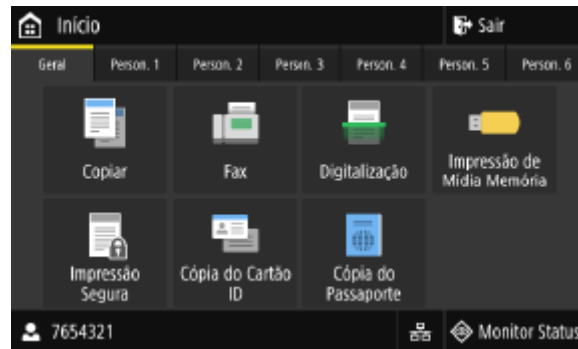 Início
Sair
Geral
Person. 1
Person. 2
Person. 3
Person. 4
Person. 5
Person. 6
Copiar
Fax
Digitalização
Impressão de
Mídia Memória
Impressão
Segura
Cópia do Cartão
ID
Cópia do
Passaporte
7654321
Monitor Status